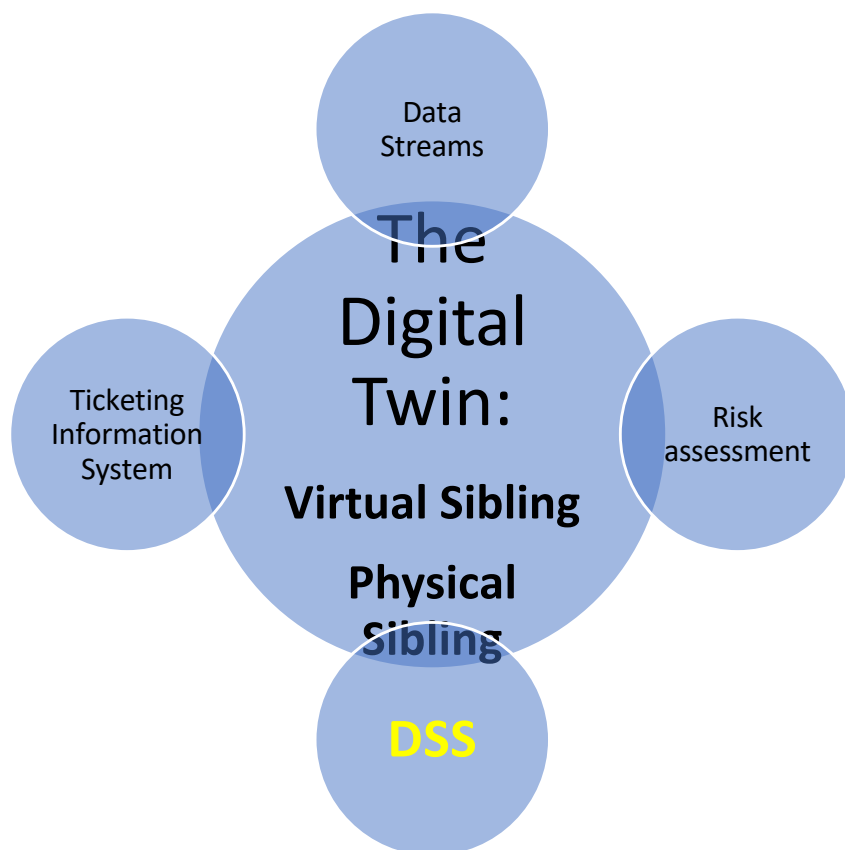 Data
Streams
The
Digital
Twin:
Virtual Sibling
Physical
Sibling
Ticketing
Information
System
Risk
assessment
DSS